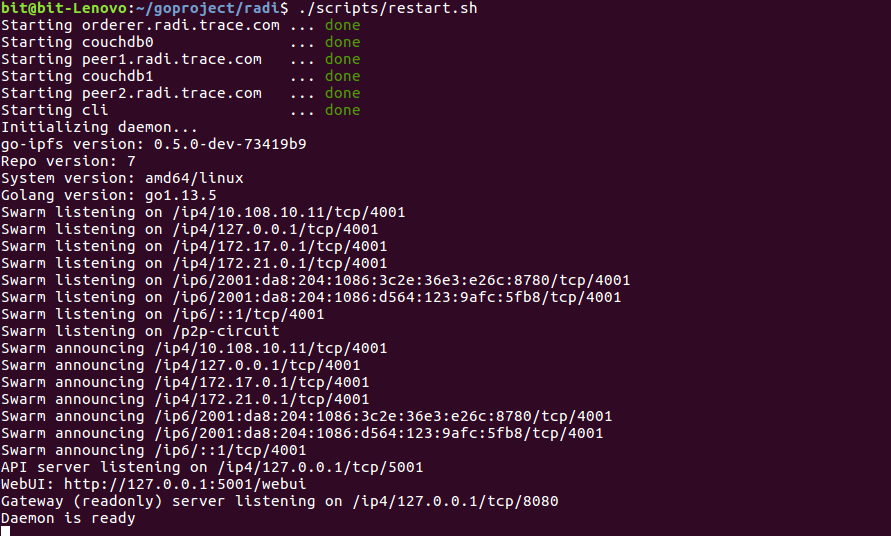 bit@bit-Lenovo:~/goproject/radi$ ./scripts/restart.sh
Starting orderer.radi.trace.com ... done
Starting couchdb0               ... done
Starting peer1.radi.trace.com   ... done
Starting couchdb1               ... done
Starting peer2.radi.trace.com   ... done
Starting cli                    ... done
Initializing daemon...
go-ipfs version: 0.5.0-dev-73419b9
Repo version: 7
System version: amd64/linux
Golang version: go1.13.5
Swarm listening on /ip4/10.108.10.11/tcp/4001
Swarm listening on /ip4/127.0.0.1/tcp/4001
Swarm listening on /ip4/172.17.0.1/tcp/4001
Swarm listening on /ip4/172.21.0.1/tcp/4001
Swarm listening on /ip6/2001:da8:204:1086:3c2e:36e3:e26c:8780/tcp/4001
Swarm listening on /ip6/2001:da8:204:1086:d564:123:9afc:5fb8/tcp/4001
Swarm listening on /ip6/::1/tcp/4001
Swarm listening on /p2p-circuit
Swarm announcing /ip4/10.108.10.11/tcp/4001
Swarm announcing /ip4/127.0.0.1/tcp/4001
Swarm announcing /ip4/172.17.0.1/tcp/4001
Swarm announcing /ip4/172.21.0.1/tcp/4001
Swarm announcing /ip6/2001:da8:204:1086:3c2e:36e3:e26c:8780/tcp/4001
Swarm announcing /ip6/2001:da8:204:1086:d564:123:9afc:5fb8/tcp/4001
Swarm announcing /ip6/::1/tcp/4001
API server listening on /ip4/127.0.0.1/tcp/5001
WebUI: http://127.0.0.1:5001/webui
Gateway (readonly) server listening on /ip4/127.0.0.1/tcp/8080
Daemon is ready